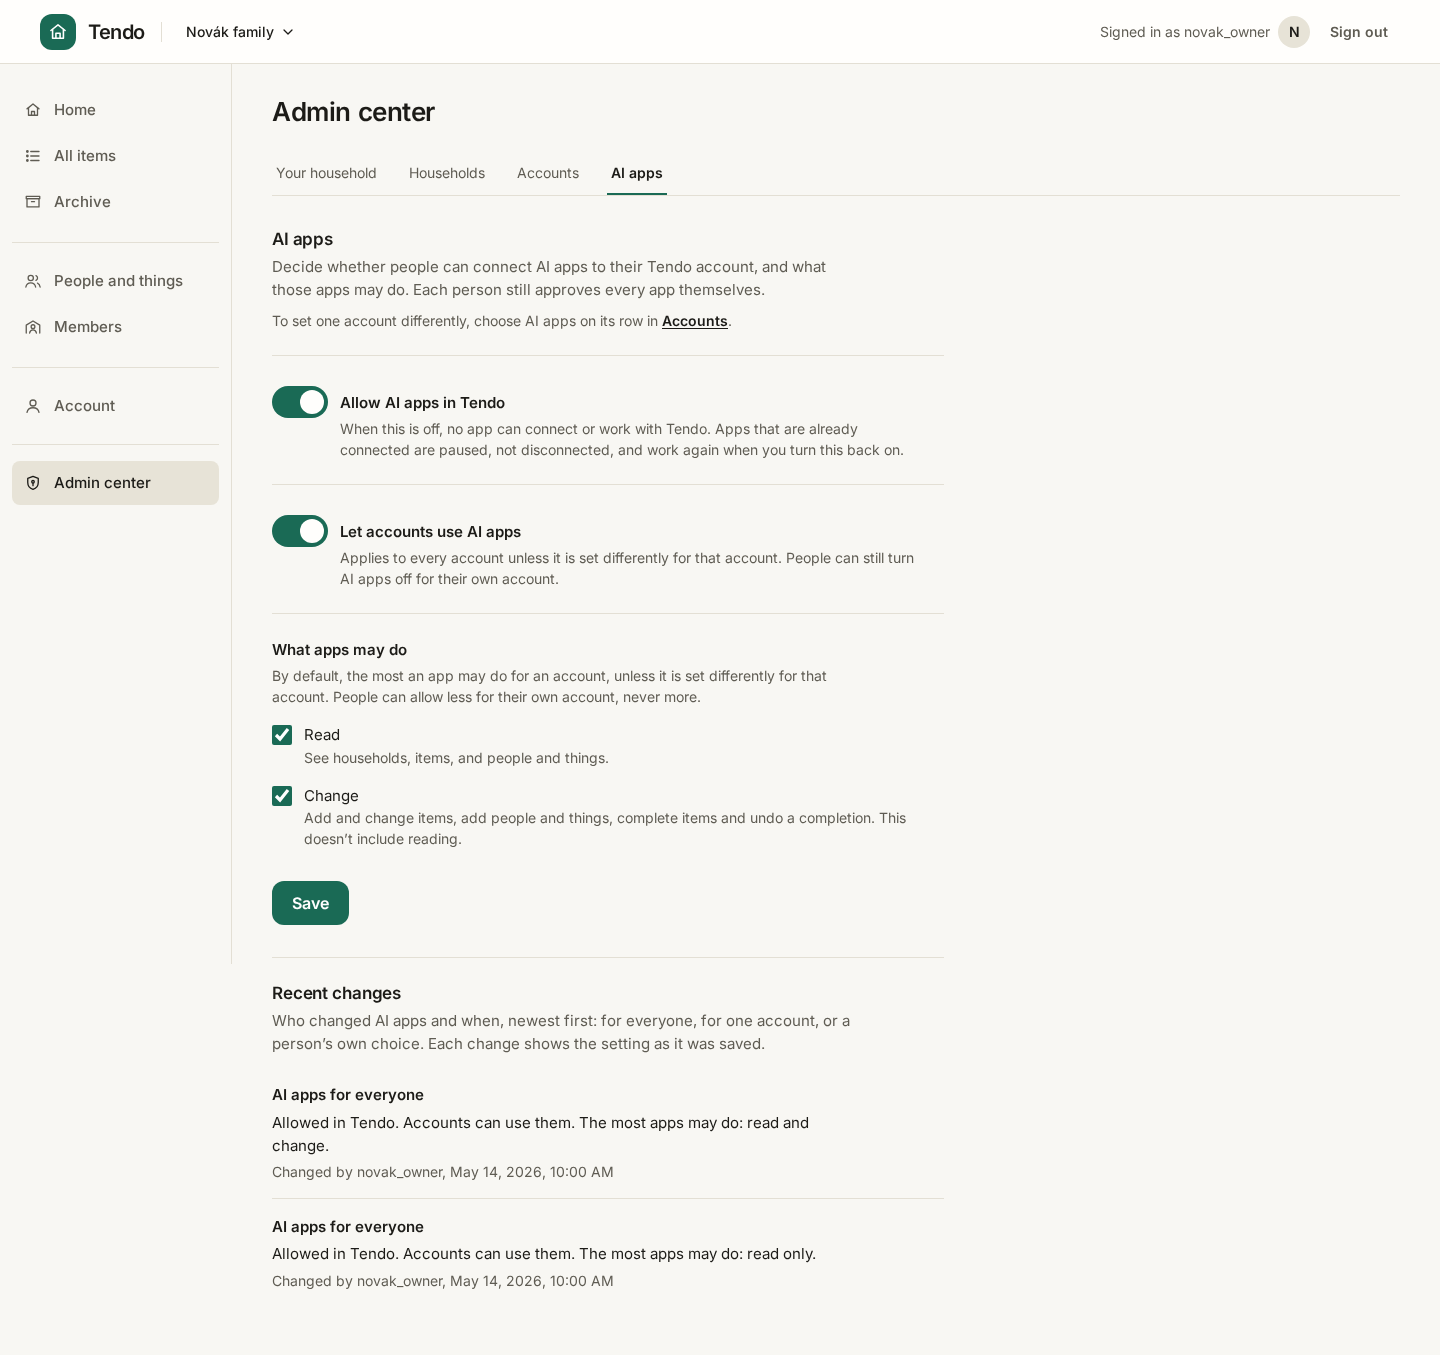 Tendo
Novák family
Signed in as novak_owner
N
Sign out
Home
All items
Archive
People and things
Members
Account
Admin center
Admin center
Your household
Households
Accounts
AI apps
AI apps
Decide whether people can connect AI apps to their Tendo account, and what
those apps may do. Each person still approves every app themselves.
To set one account differently, choose AI apps on its row in Accounts.
Allow AI apps in Tendo
When this is off, no app can connect or work with Tendo. Apps that are already
connected are paused, not disconnected, and work again when you turn this back on.
Let accounts use AI apps
Applies to every account unless it is set differently for that account. People can still turn
AI apps off for their own account.
What apps may do
By default, the most an app may do for an account, unless it is set differently for that
account. People can allow less for their own account, never more.
Read
See households, items, and people and things.
Change
Add and change items, add people and things, complete items and undo a completion. This
doesn’t include reading.
Save
Recent changes
Who changed AI apps and when, newest first: for everyone, for one account, or a
person’s own choice. Each change shows the setting as it was saved.
AI apps for everyone
Allowed in Tendo. Accounts can use them. The most apps may do: read and
change.
Changed by novak_owner, May 14, 2026, 10:00 AM
AI apps for everyone
Allowed in Tendo. Accounts can use them. The most apps may do: read only.
Changed by novak_owner, May 14, 2026, 10:00 AM